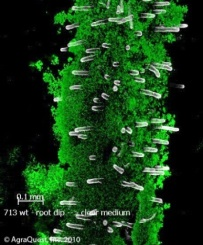 0.1 mm
713 wt - root dip - clear medium
© AgraQuest, Inc. 2010